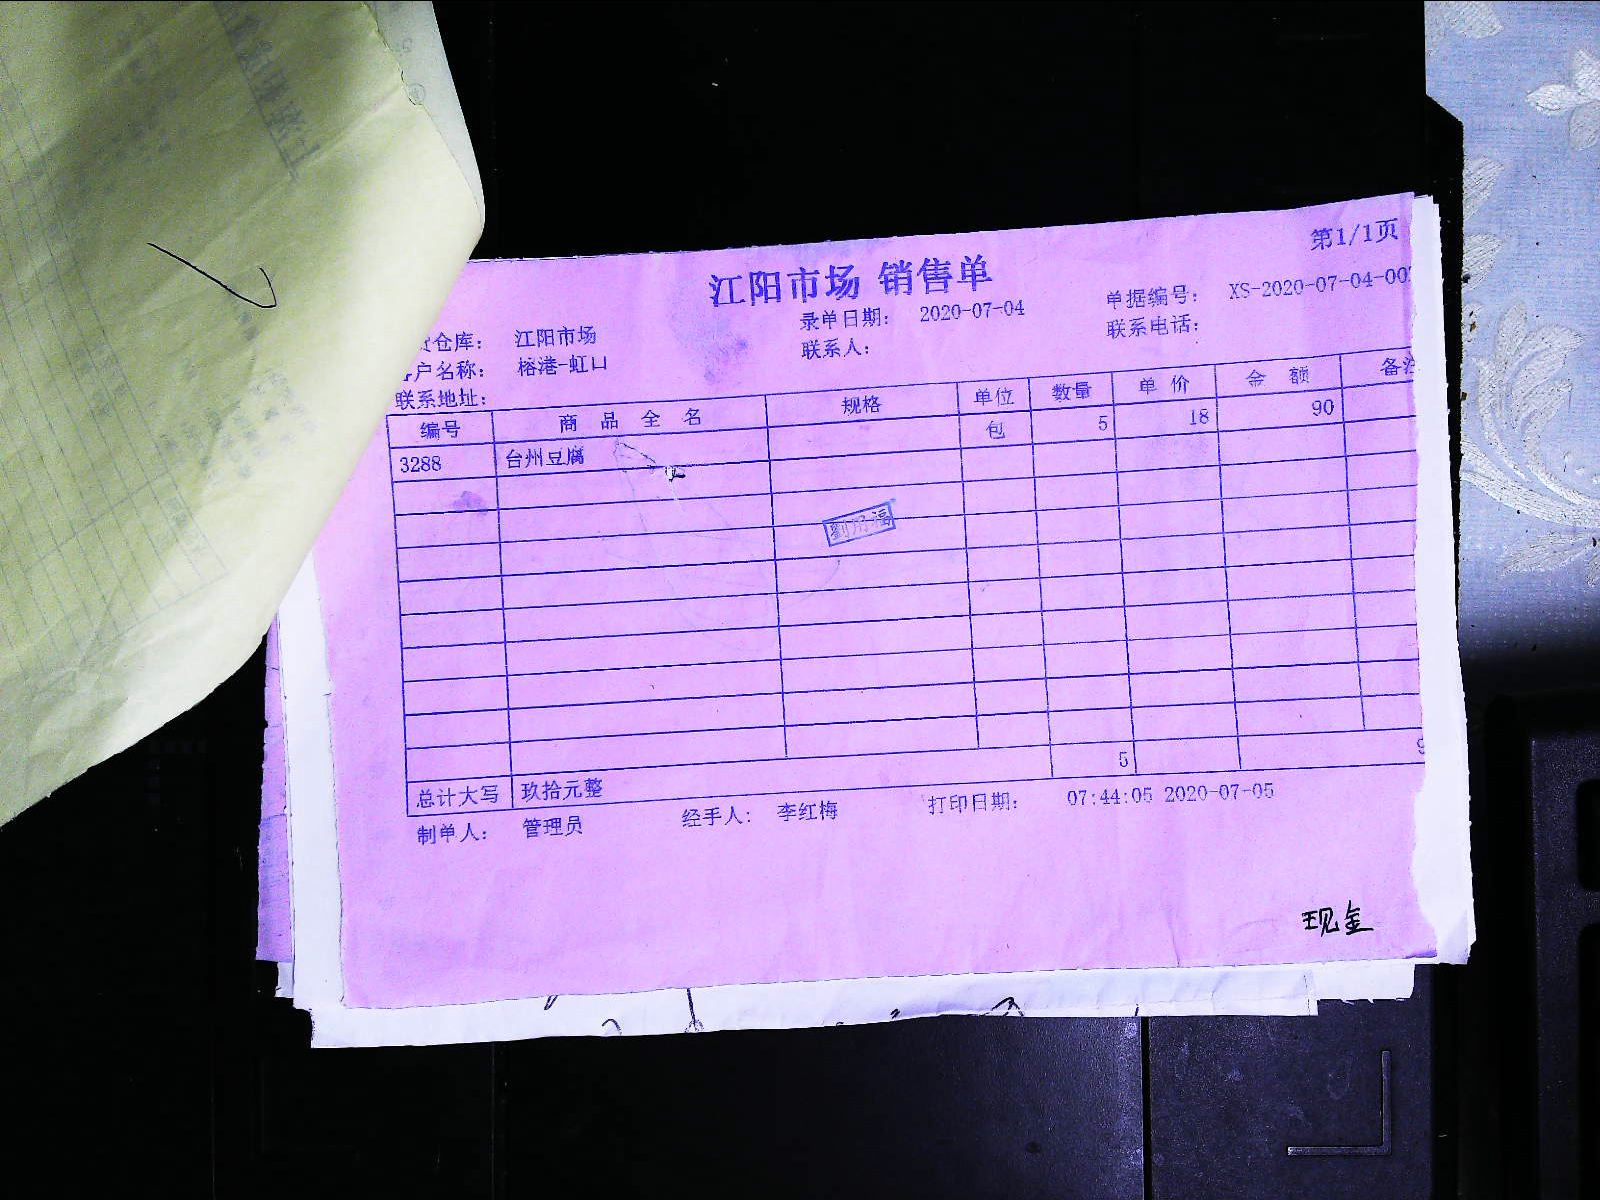 第1/1页
江阳市场 销售单
仓库： 江阳市场 录单日期： 2020-07-04 单据编号： XS-2020-07-04-00
户名称： 榕港-虹口 联系人： 联系电话：
联系地址：
编号 商品全名 规格 单位 数量 单价 金额 备注
3288 台州豆腐 包 5 18 90
劉用福
5
总计大写 玖拾元整
制单人： 管理员 经手人： 李红梅 打印日期： 07:44:05 2020-07-05
现金